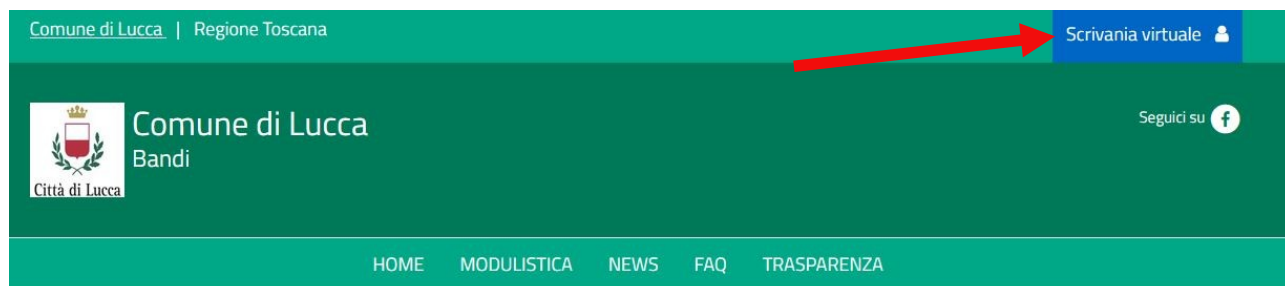 Comune di Lucca | Regione Toscana
Scrivania virtuale
Comune di Lucca
Bandi
Città di Lucca
Seguici su
HOME MODULISTICA NEWS FAQ TRASPARENZA